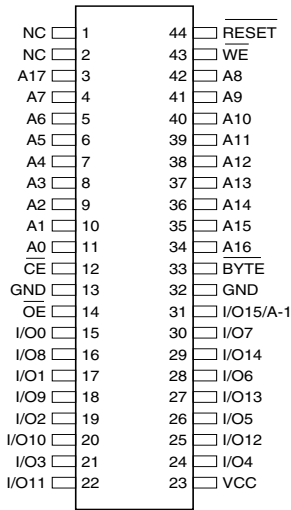 NC 1 44 RESET
NC 2 43 WE
A17 3 42 A8
A7 4 41 A9
A6 5 40 A10
A5 6 39 A11
A4 7 38 A12
A3 8 37 A13
A2 9 36 A14
A1 10 35 A15
A0 11 34 A16
CE 12 33 BYTE
GND 13 32 GND
OE 14 31 I/O15/A-1
I/O0 15 30 I/O7
I/O8 16 29 I/O14
I/O1 17 28 I/O6
I/O9 18 27 I/O13
I/O2 19 26 I/O5
I/O10 20 25 I/O12
I/O3 21 24 I/O4
I/O11 22 23 VCC